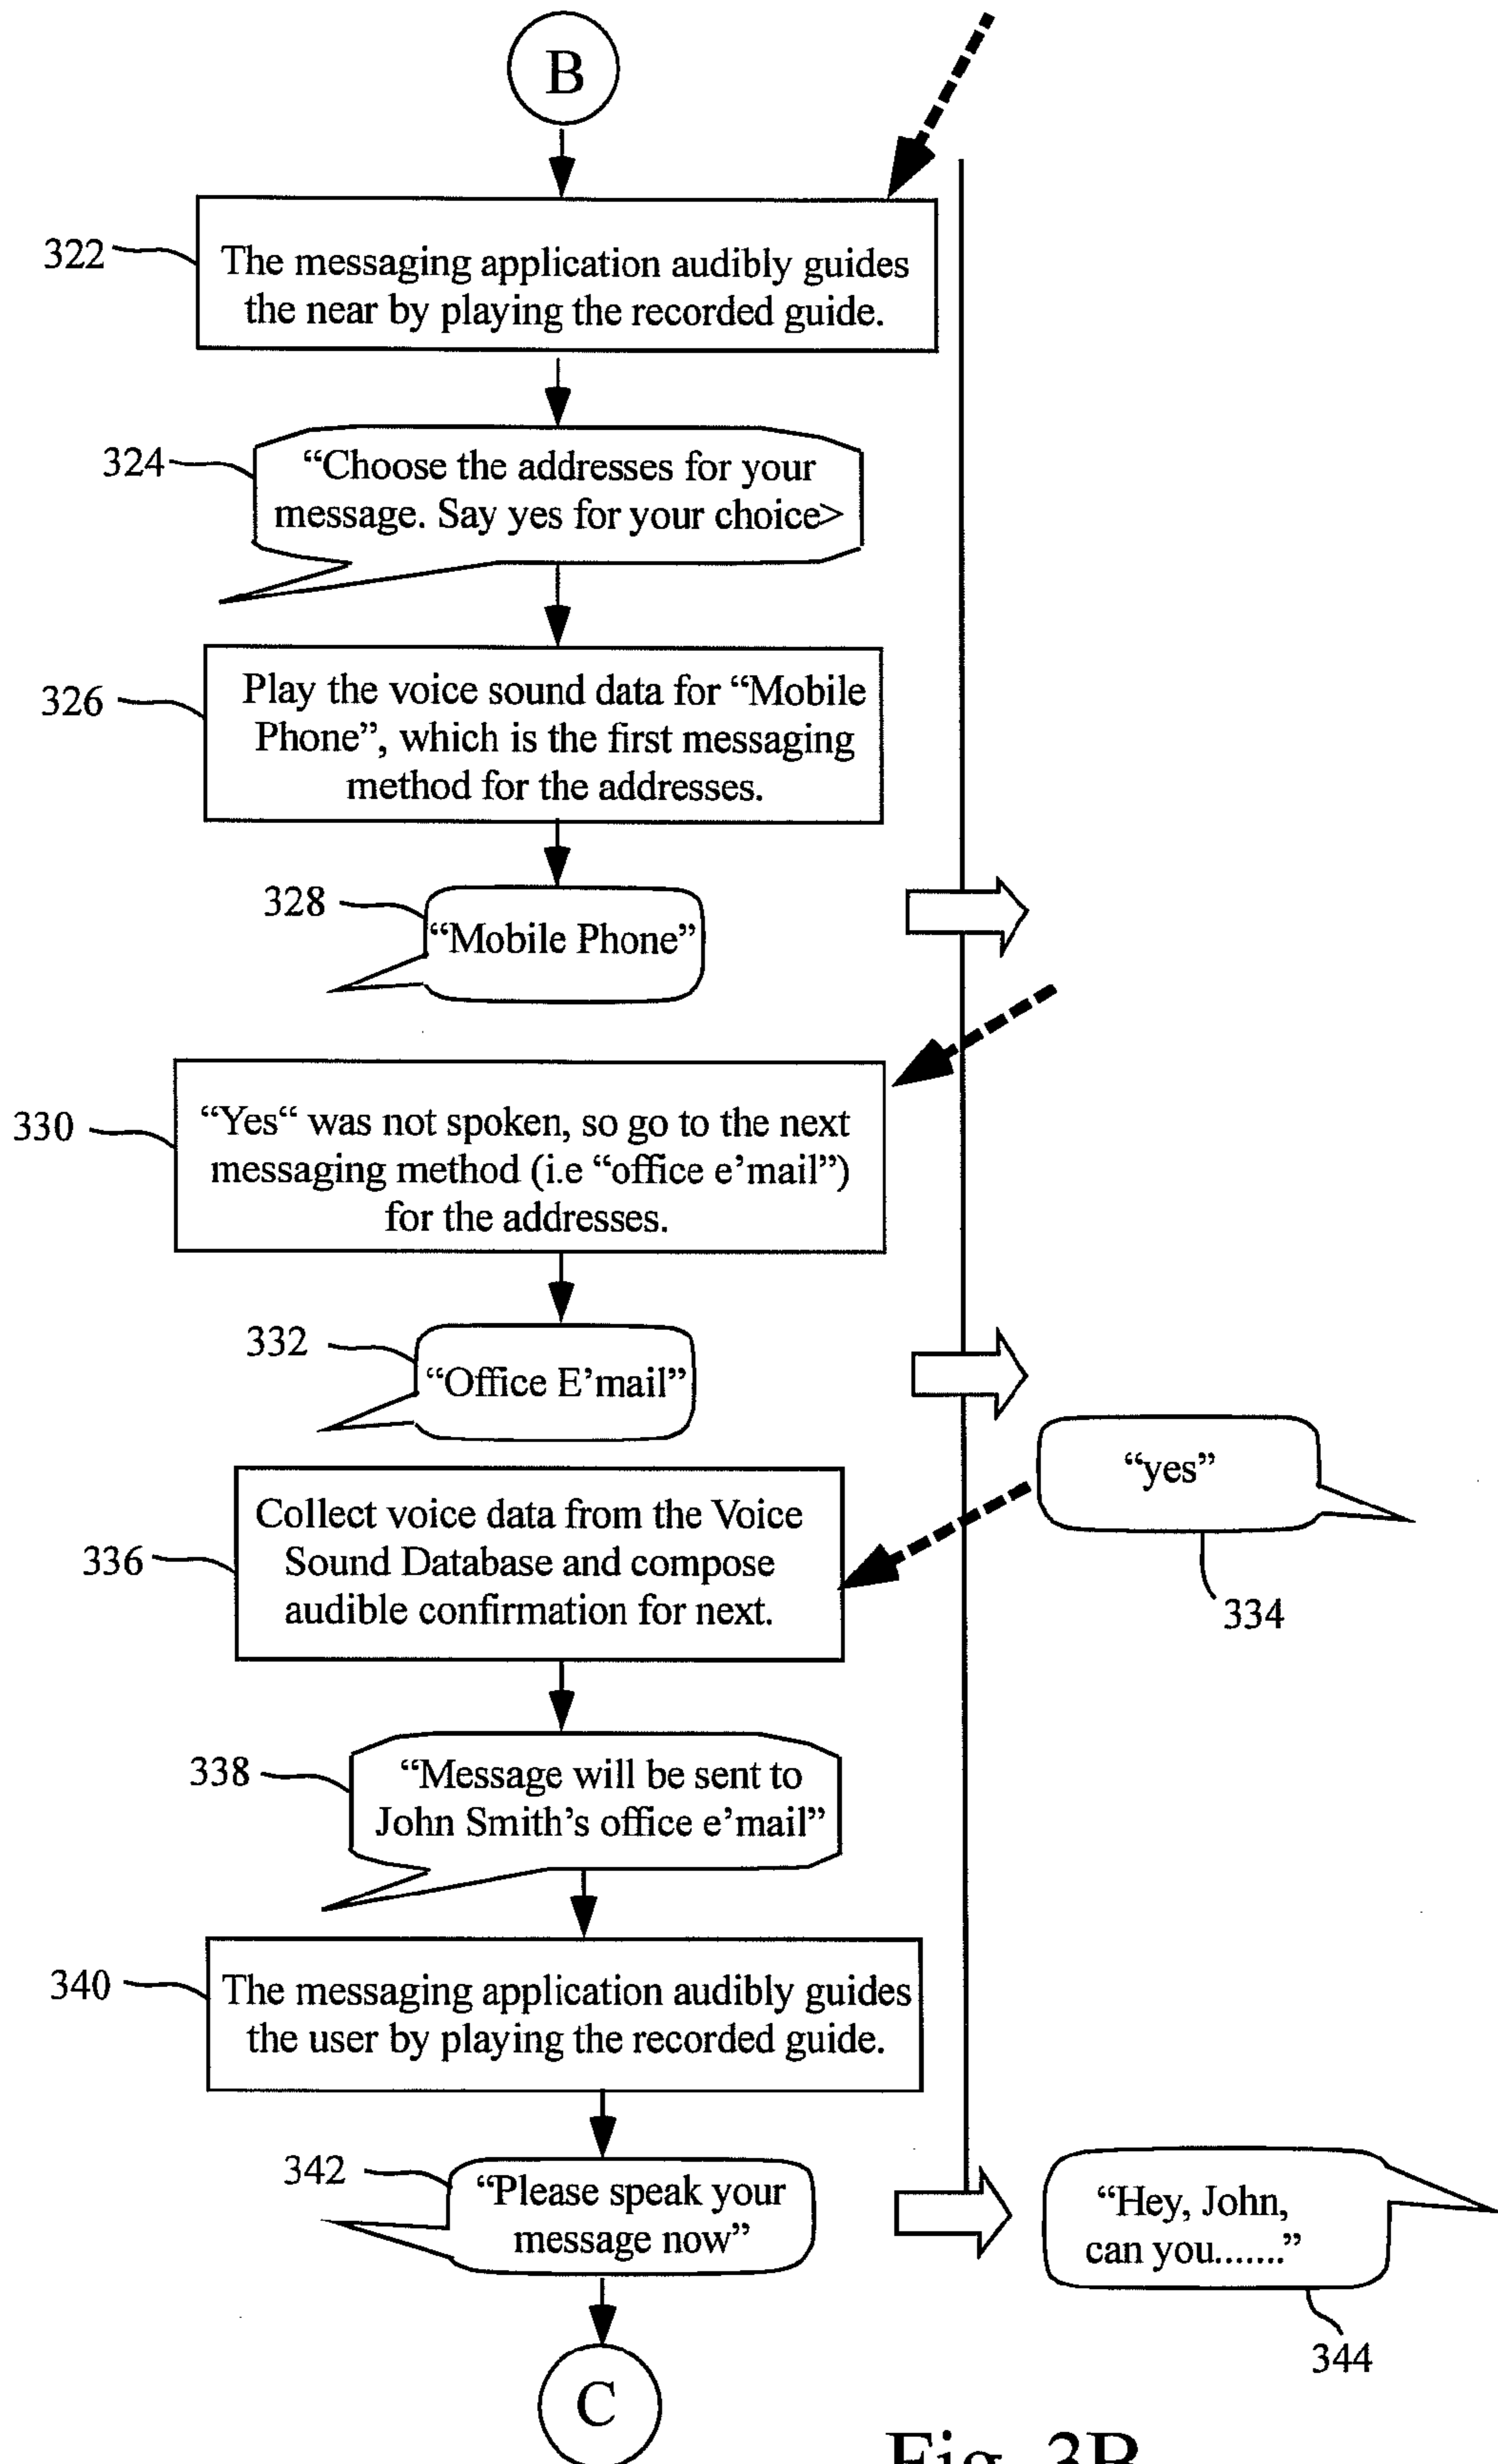 B
322
The messaging application audibly guides
the near by playing the recorded guide.
324
“Choose the addresses for your
message. Say yes for your choice>
326
Play the voice sound data for “Mobile
Phone”, which is the first messaging
method for the addresses.
328
“Mobile Phone”
330
“Yes“ was not spoken, so go to the next
messaging method (i.e “office e’mail”)
for the addresses.
332
“Office E’mail”
“yes”
334
336
Collect voice data from the Voice
Sound Database and compose
audible confirmation for next.
338
“Message will be sent to
John Smith’s office e’mail”
340
The messaging application audibly guides
the user by playing the recorded guide.
342
“Please speak your
message now”
“Hey, John,
can you.......”
344
C
Fig. 3B